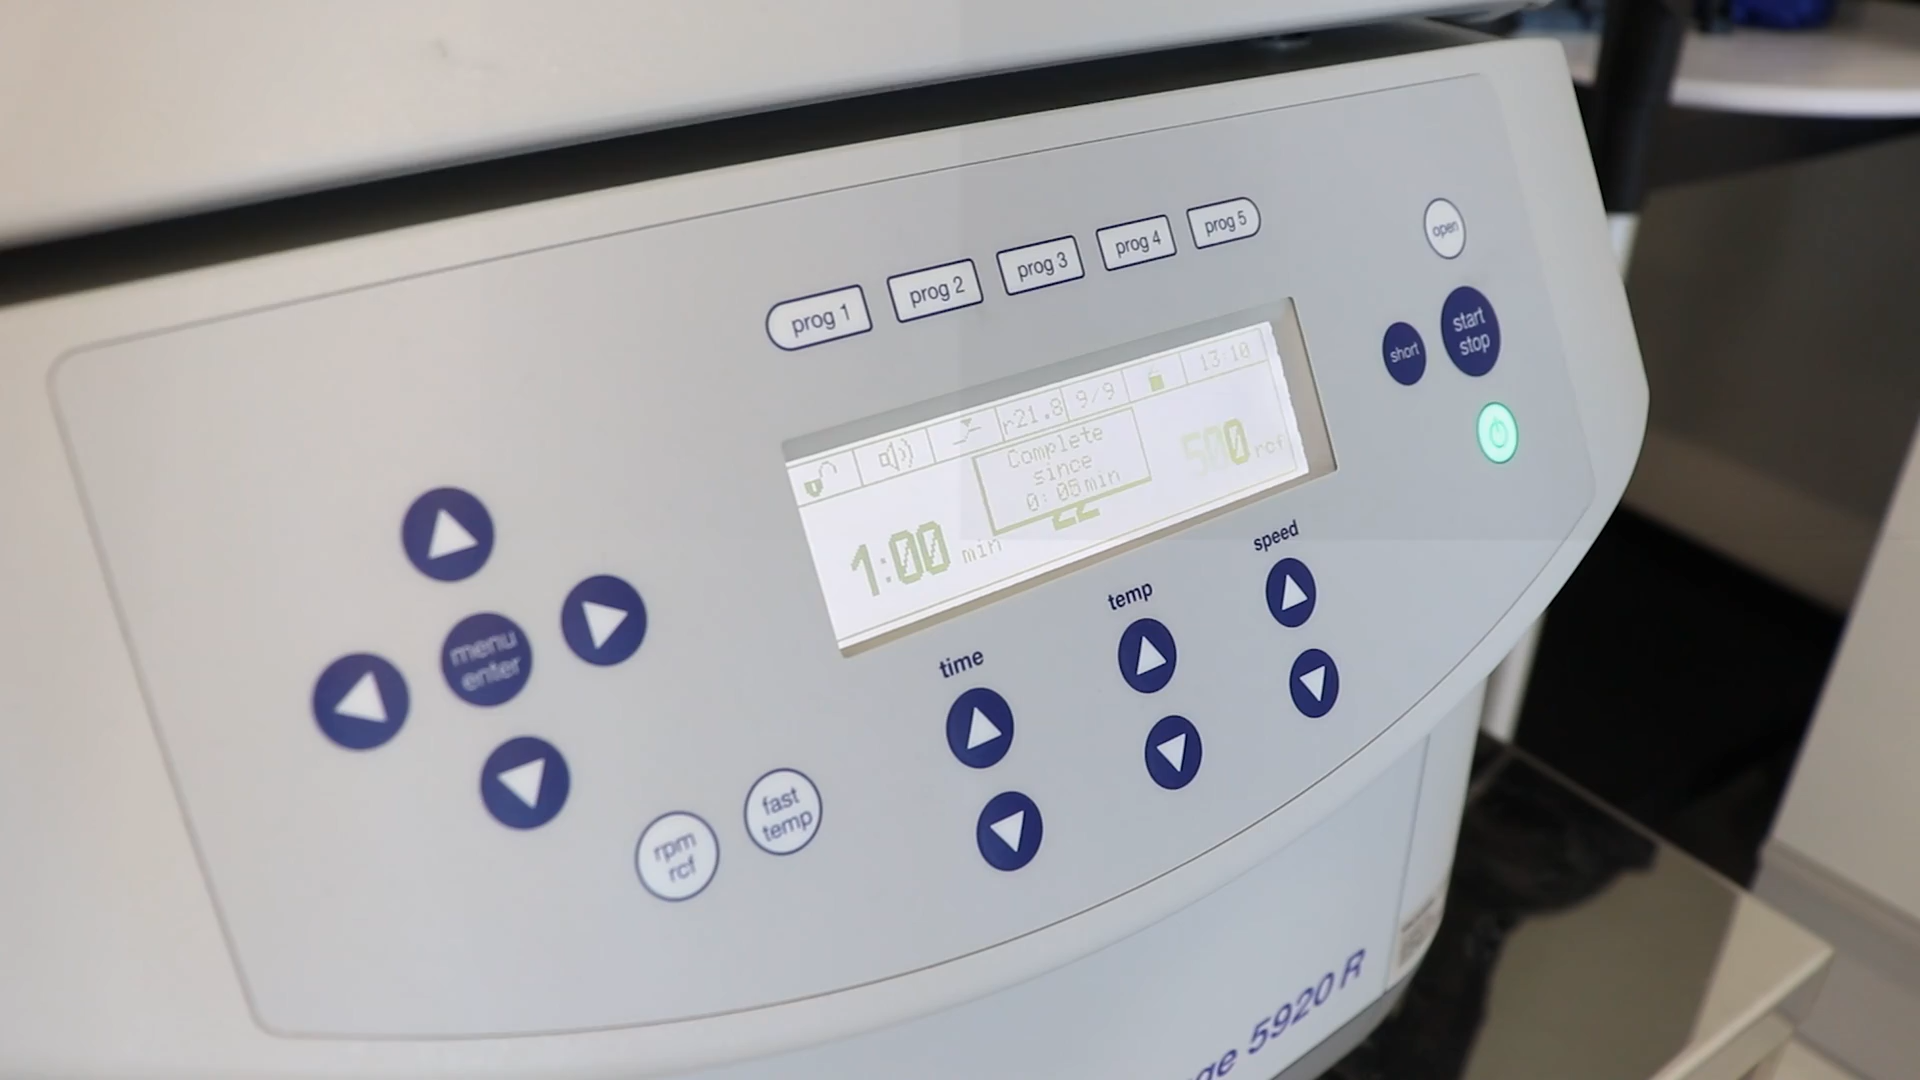 prog 1
prog 2
prog 3
prog 4
prog 5
open
short
start
stop
r21.8
9/9
13:10
Complete
since
0:05min
1:00 min
500 rcf
menu
enter
time
temp
speed
rpm
rcf
fast
temp
5920 R